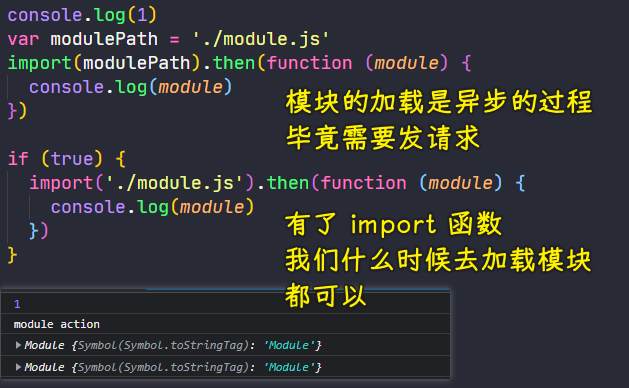 console.log(1)
var modulePath = './module.js'
import(modulePath).then(function (module) {
console.log(module)
})
模块的加载是异步的过程
毕竟需要发请求
if (true) {
import('./module.js').then(function (module) {
console.log(module)
})
}
有了 import 函数
我们什么时候去加载模块
都可以
1
module action
▶Module {Symbol(Symbol.toStringTag): 'Module'}
▶Module {Symbol(Symbol.toStringTag): 'Module'}